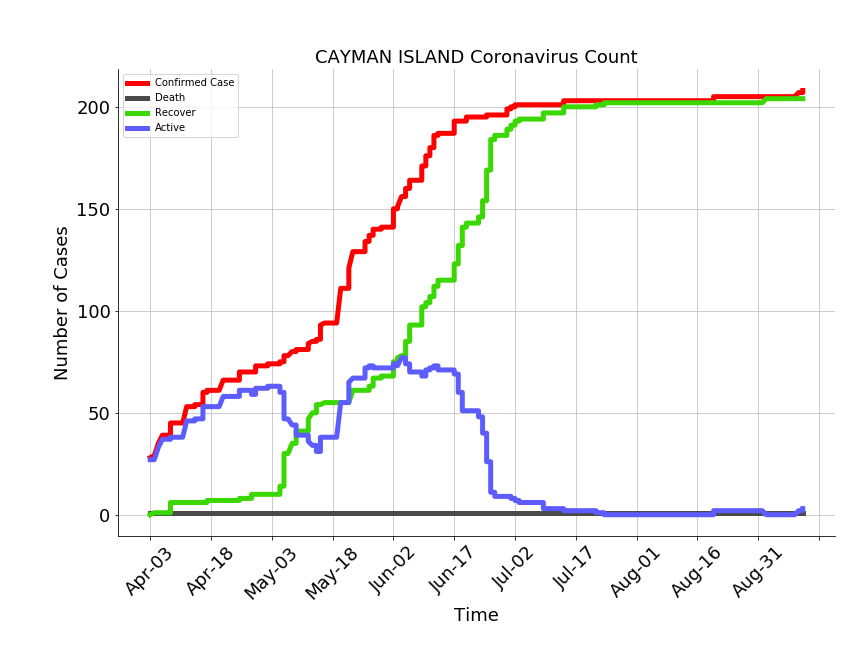 CAYMAN ISLAND Coronavirus Count
Confirmed Case
Death
Recover
Active
200
150
100
50
0
Number of Cases
Apr-03
Apr-18
May-03
May-18
Jun-02
Jun-17
Jul-02
Jul-17
Aug-01
Aug-16
Aug-31
Time